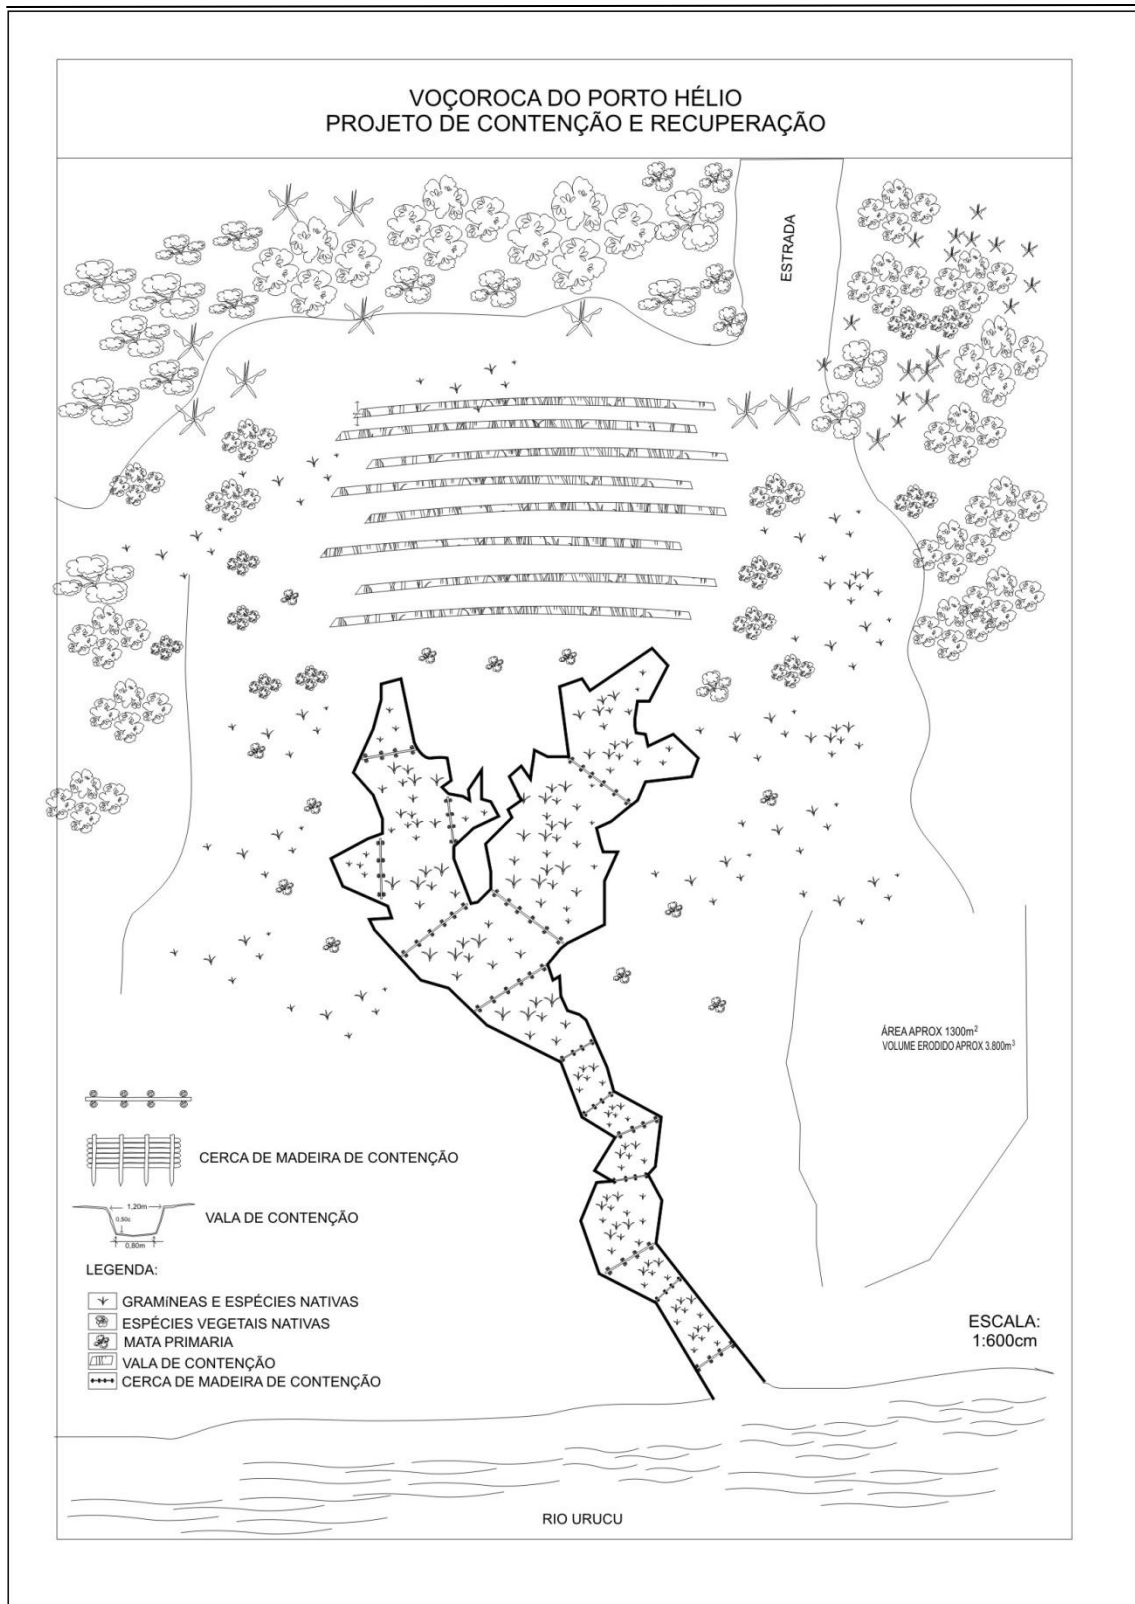 VOÇOROCA DO PORTO HÉLIO
PROJETO DE CONTENÇÃO E RECUPERAÇÃO
ESTRADA
ÁREA APROX 1300m²
VOLUME ERODIDO APROX 3.800m³
CERCA DE MADEIRA DE CONTENÇÃO
1,20m
VALA DE CONTENÇÃO
0,80m
LEGENDA:
GRAMíNEAS E ESPÉCIES NATIVAS
ESPÉCIES VEGETAIS NATIVAS
MATA PRIMARIA
VALA DE CONTENÇÃO
CERCA DE MADEIRA DE CONTENÇÃO
ESCALA:
1:600cm
RIO URUCU